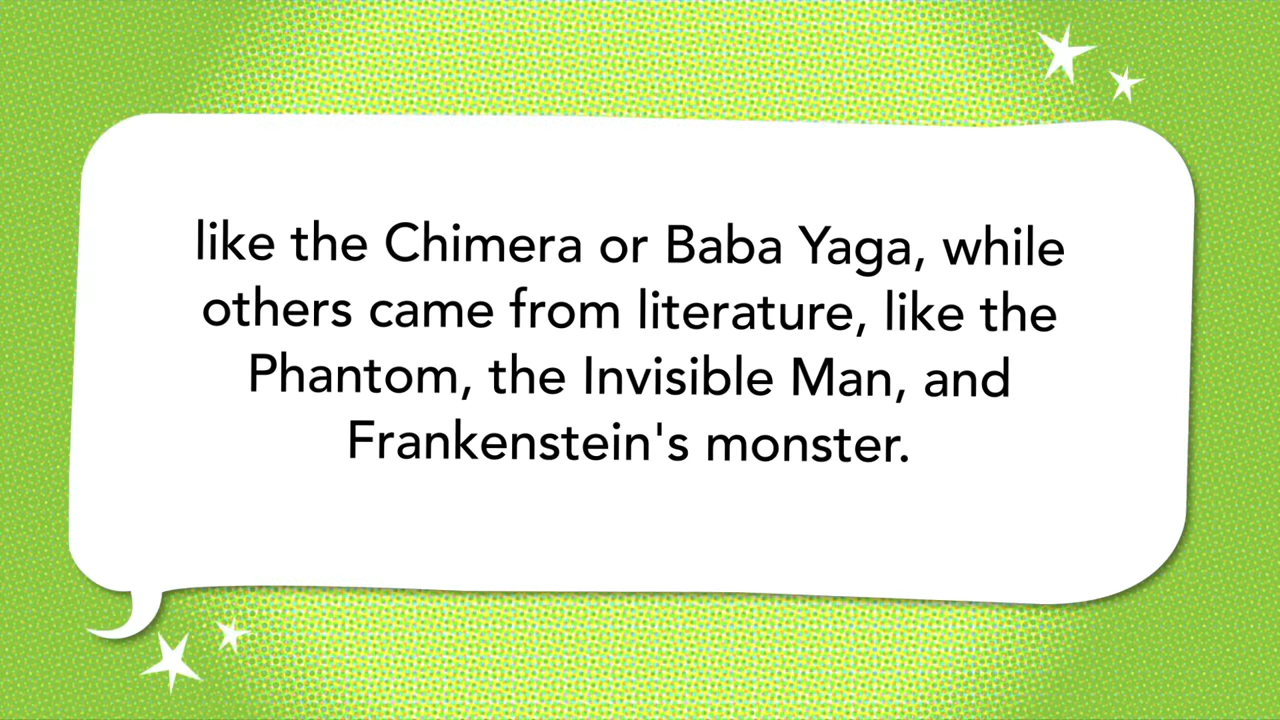 like the Chimera or Baba Yaga, while
others came from literature, like the
Phantom, the Invisible Man, and
Frankenstein's monster.